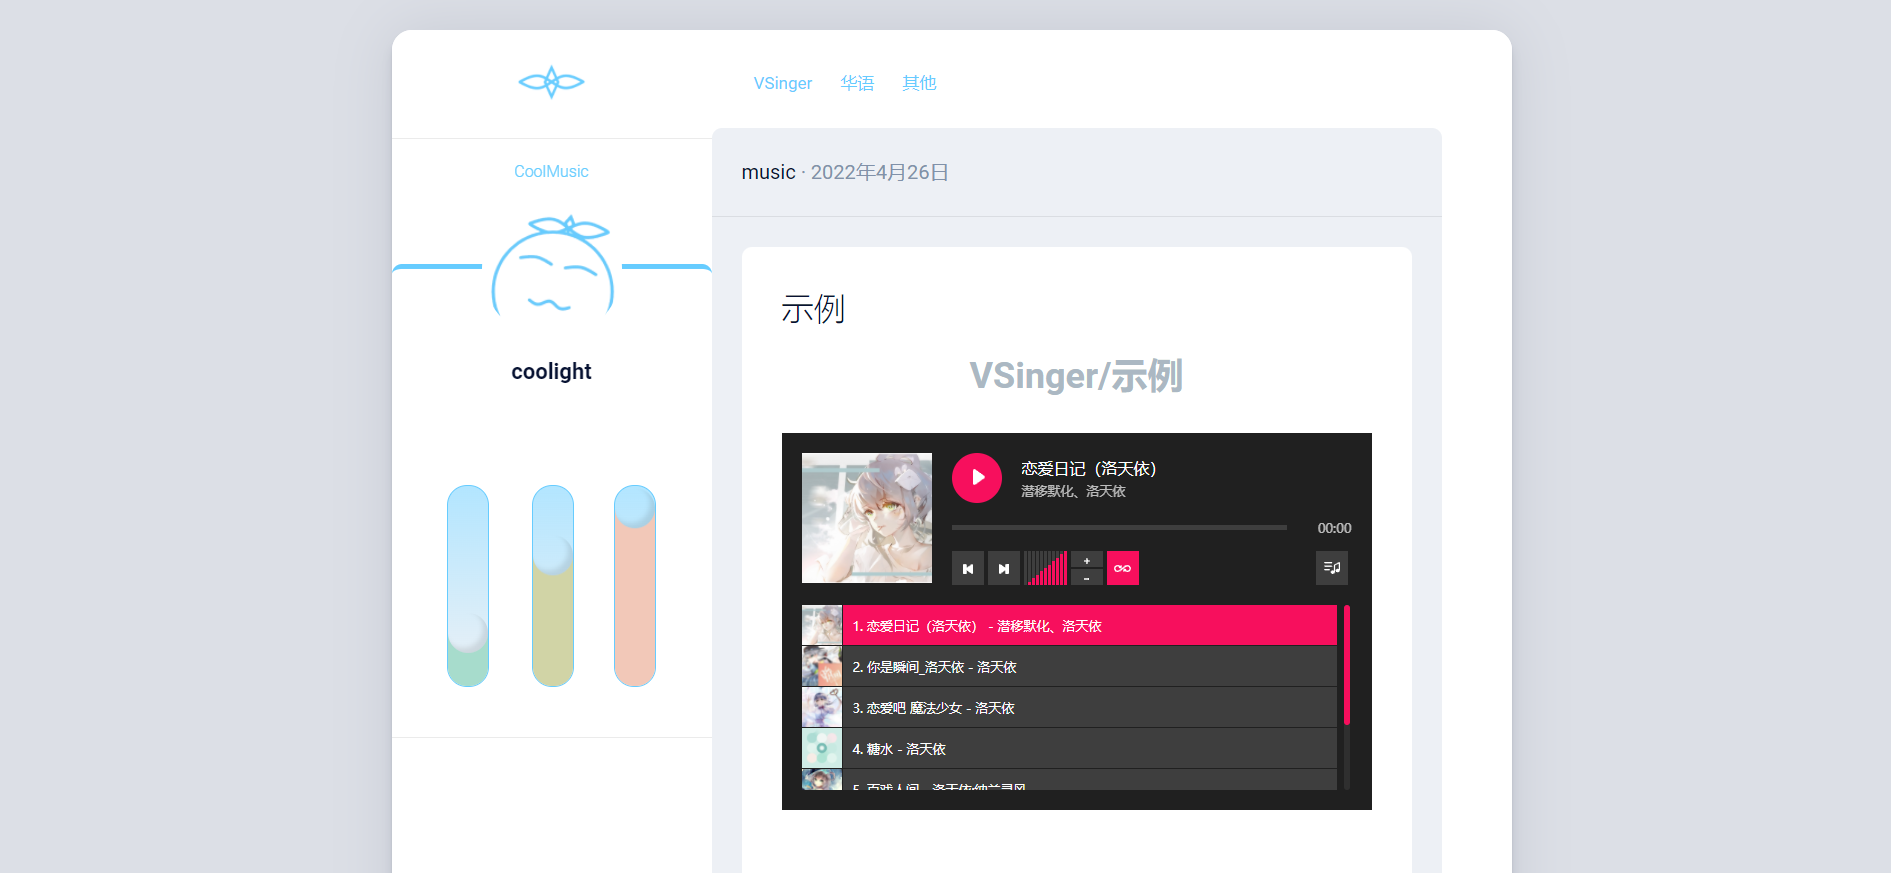 VSinger 华语 其他
CoolMusic
coolight
music · 2022年4月26日
示例
VSinger/示例
恋爱日记（洛天依）
潜移默化、洛天依
00:00
1. 恋爱日记（洛天依） - 潜移默化、洛天依
2. 你是瞬间_洛天依 - 洛天依
3. 恋爱吧 魔法少女 - 洛天依
4. 糖水 - 洛天依